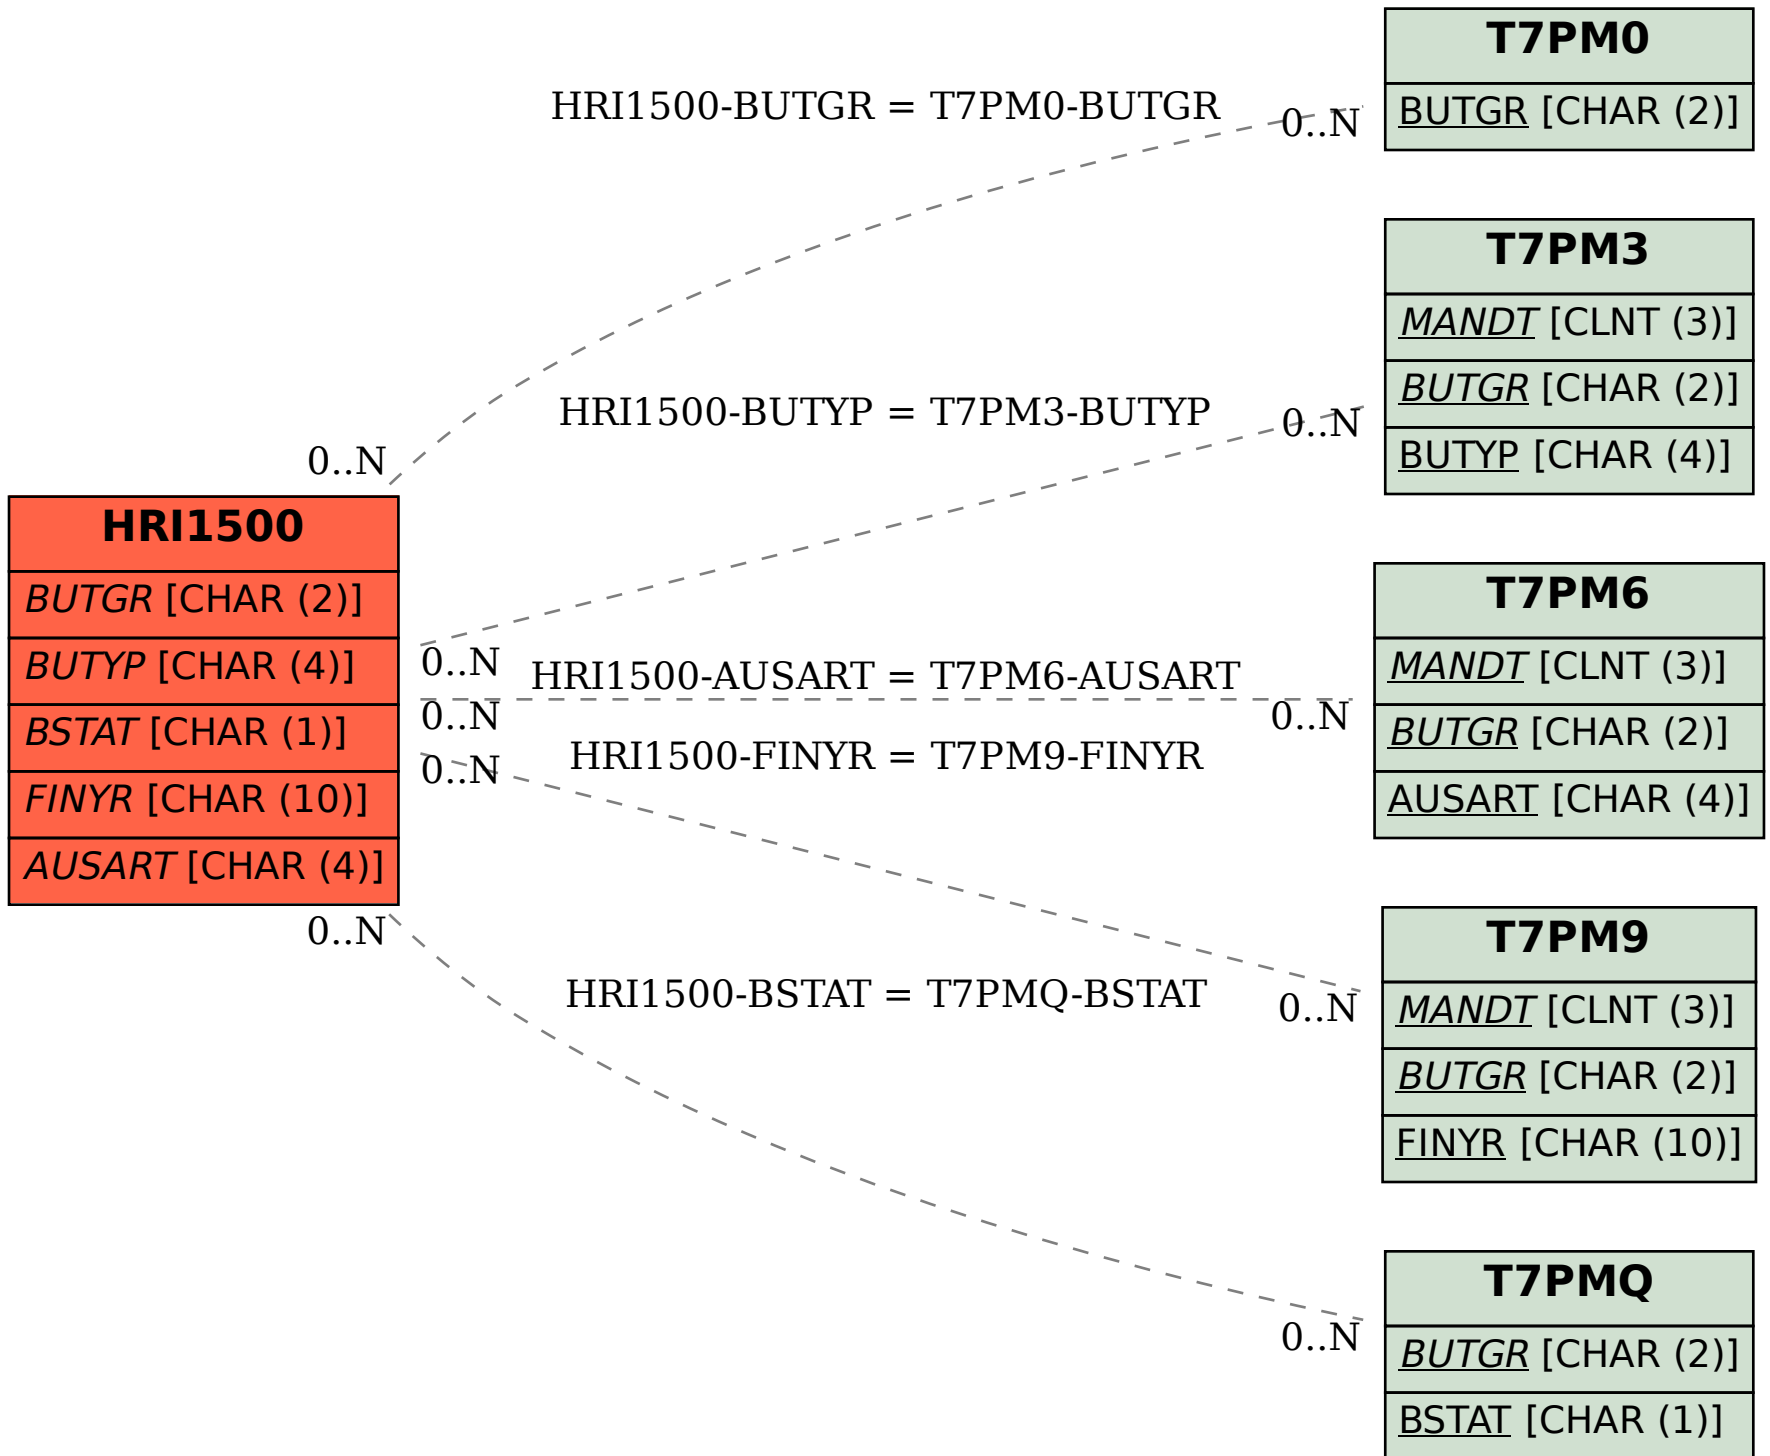 T7PM0
BUTGR [CHAR (2)]
HRI1500-BUTGR = T7PM0-BUTGR
0..N
0..N
T7PM3
MANDT [CLNT (3)]
BUTGR [CHAR (2)]
BUTYP [CHAR (4)]
HRI1500-BUTYP = T7PM3-BUTYP
0..N
0..N
HRI1500
BUTGR [CHAR (2)]
BUTYP [CHAR (4)]
BSTAT [CHAR (1)]
FINYR [CHAR (10)]
AUSART [CHAR (4)]
T7PM6
MANDT [CLNT (3)]
BUTGR [CHAR (2)]
AUSART [CHAR (4)]
HRI1500-AUSART = T7PM6-AUSART
0..N
0..N
HRI1500-FINYR = T7PM9-FINYR
0..N
0..N
T7PM9
MANDT [CLNT (3)]
BUTGR [CHAR (2)]
FINYR [CHAR (10)]
0..N
HRI1500-BSTAT = T7PMQ-BSTAT
0..N
T7PMQ
BUTGR [CHAR (2)]
BSTAT [CHAR (1)]